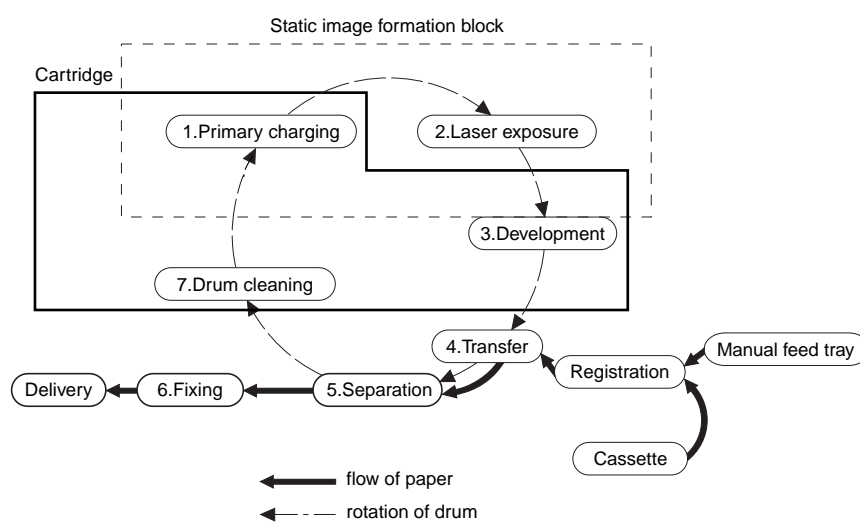 Static image formation block
Cartridge
1.Primary charging
2.Laser exposure
3.Development
7.Drum cleaning
4.Transfer
Manual feed tray
Registration
Delivery
6.Fixing
5.Separation
Cassette
flow of paper
rotation of drum